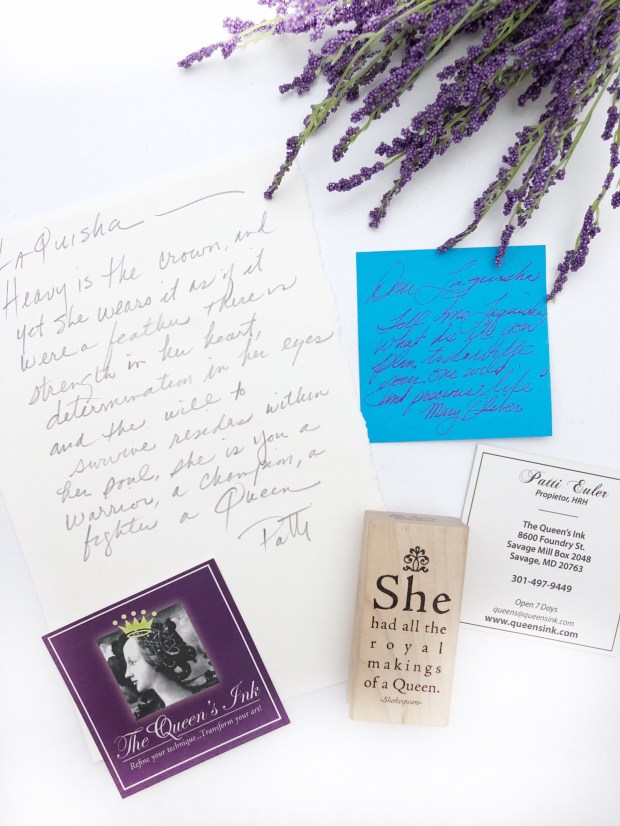 LaQuisha
Heavy is the crown, and
yet she wears it as if it
were a feather there is
strength in her heart,
determination in her eyes
and the will to
survive resides within
her soul, she is you a
warrior, a champion, a
fighter a Queen
Patti
Dear Laquisha
Tell me, Laquisha
what is it you
plan to do with
your one wild
and precious life"
Mary Oliver
Patti Euler
Propietor, HRH
The Queen's Ink
8600 Foundry St.
Savage Mill Box 2048
Savage, MD 20763
301-497-9449
Open 7 Days
queens@queensink.com
www.queensink.com
She
had all the
royal
makings
of a Queen.
-Shakespeare-
The Queen's Ink
Refine your technique...Transform your art!